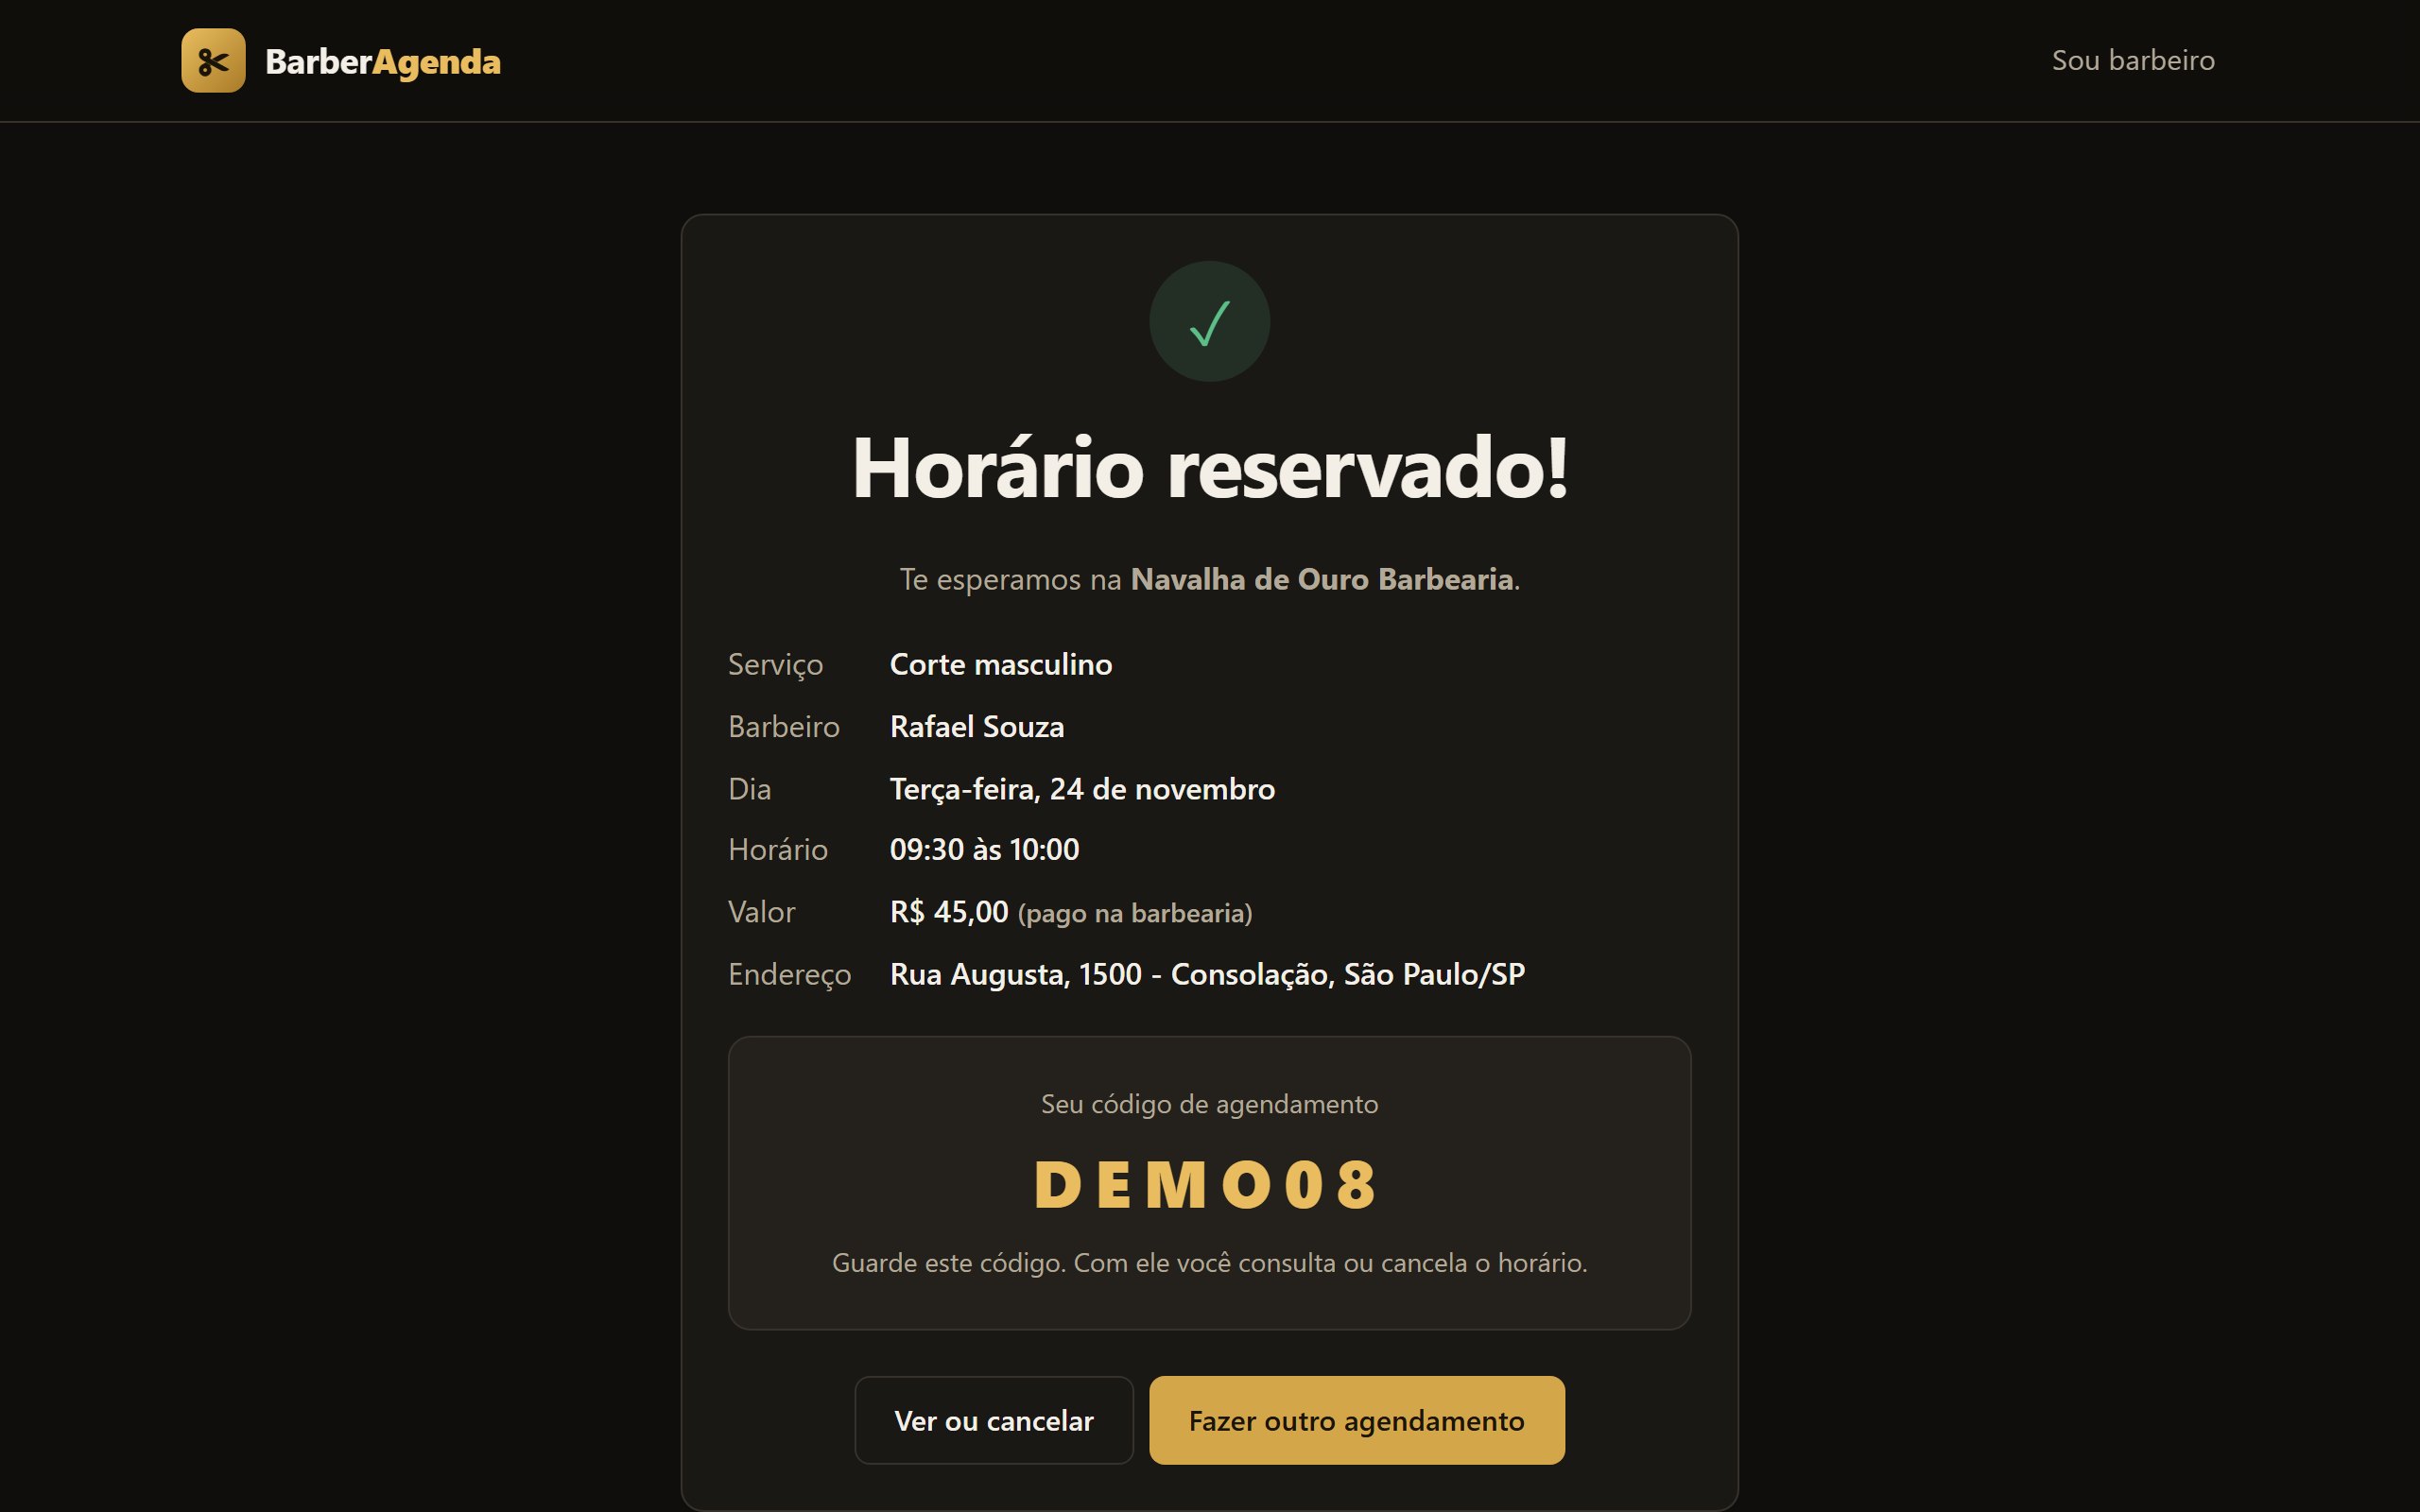 BarberAgenda
Sou barbeiro
Horário reservado!
Te esperamos na Navalha de Ouro Barbearia.
Serviço Corte masculino
Barbeiro Rafael Souza
Dia Terça-feira, 24 de novembro
Horário 09:30 às 10:00
Valor R$ 45,00 (pago na barbearia)
Endereço Rua Augusta, 1500 - Consolação, São Paulo/SP
Seu código de agendamento
DEMO08
Guarde este código. Com ele você consulta ou cancela o horário.
Ver ou cancelar
Fazer outro agendamento